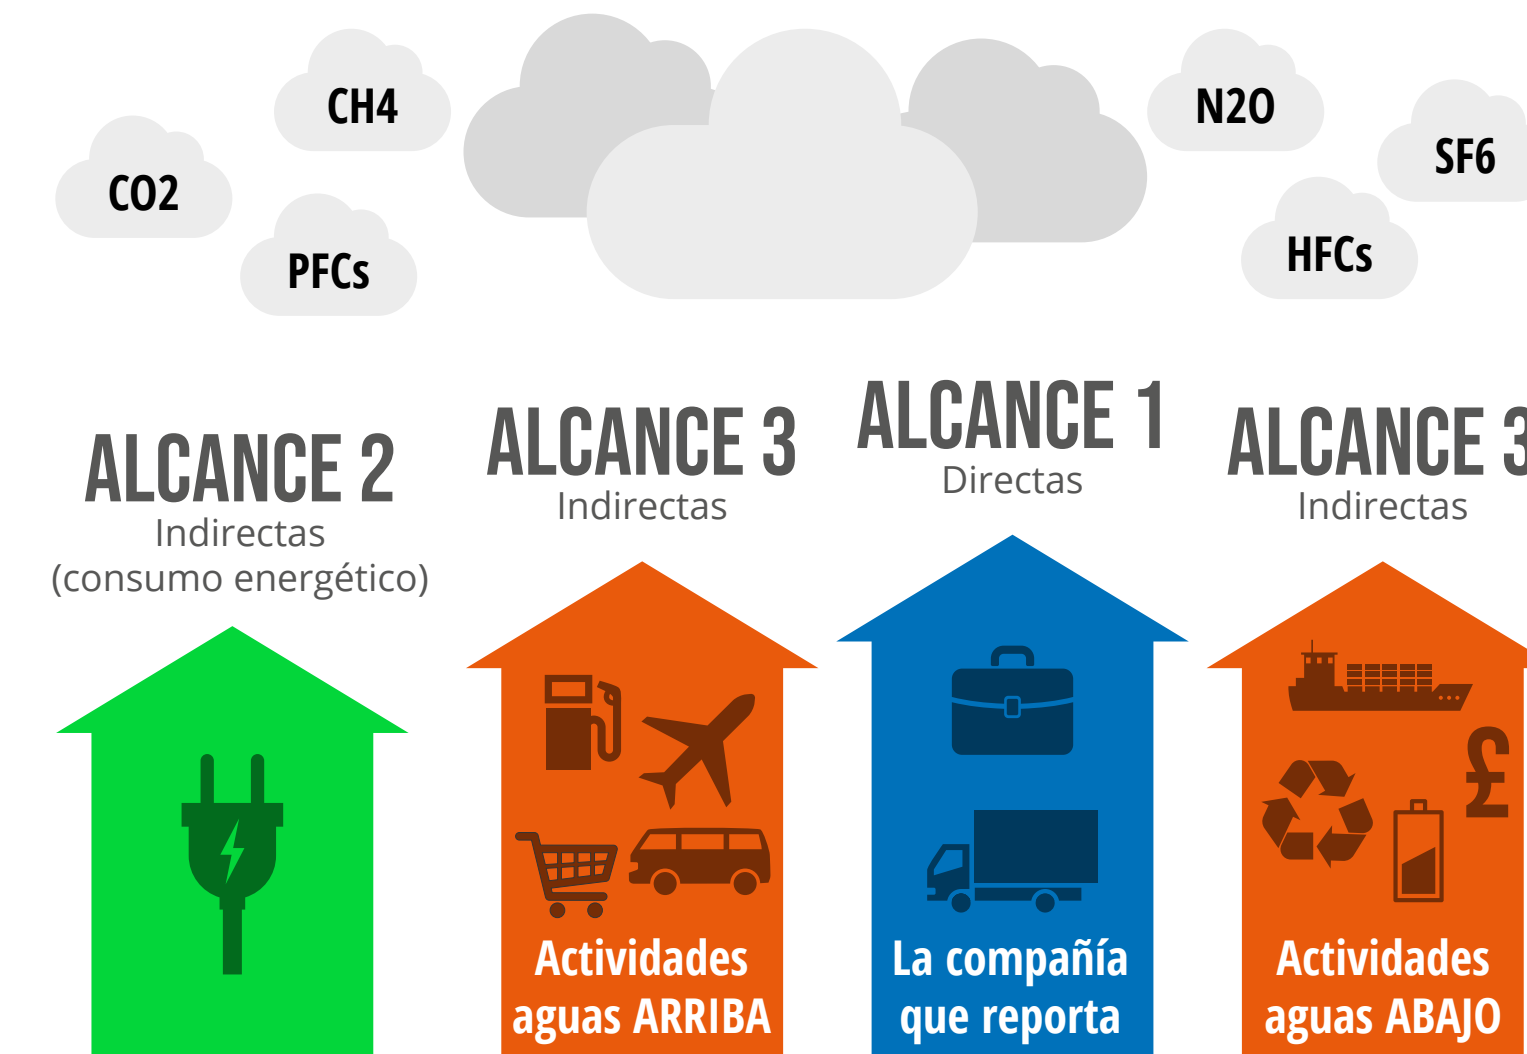 CH4
N2O
SF6
CO2
HFCs
PFCs
ALCANCE 2
Indirectas
(consumo energético)
ALCANCE 3
Indirectas
Actividades
aguas ARRIBA
ALCANCE 1
Directas
La compañía
que reporta
ALCANCE 3
Indirectas
£
Actividades
aguas ABAJO